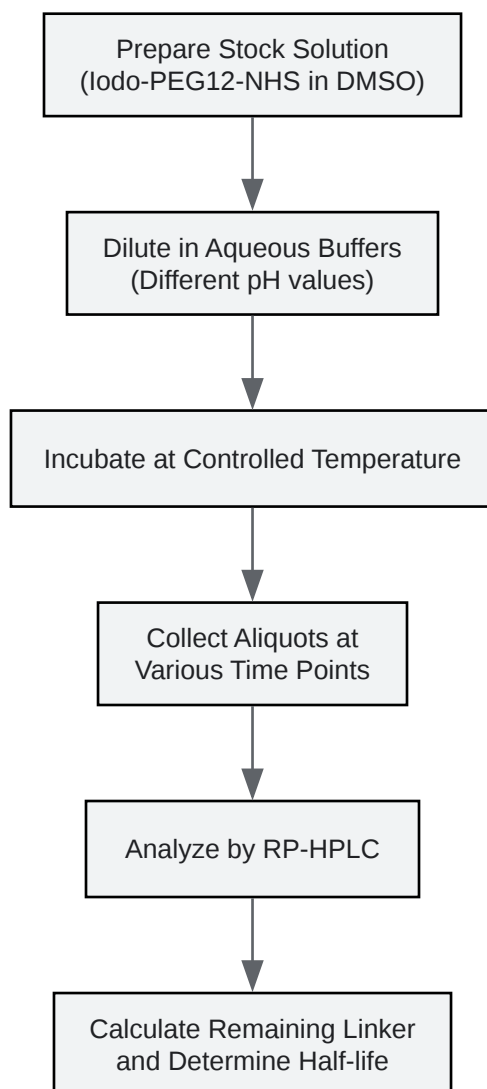 Prepare Stock Solution
(Iodo-PEG12-NHS in DMSO)
Dilute in Aqueous Buffers
(Different pH values)
Incubate at Controlled Temperature
Collect Aliquots at
Various Time Points
Analyze by RP-HPLC
Calculate Remaining Linker
and Determine Half-life